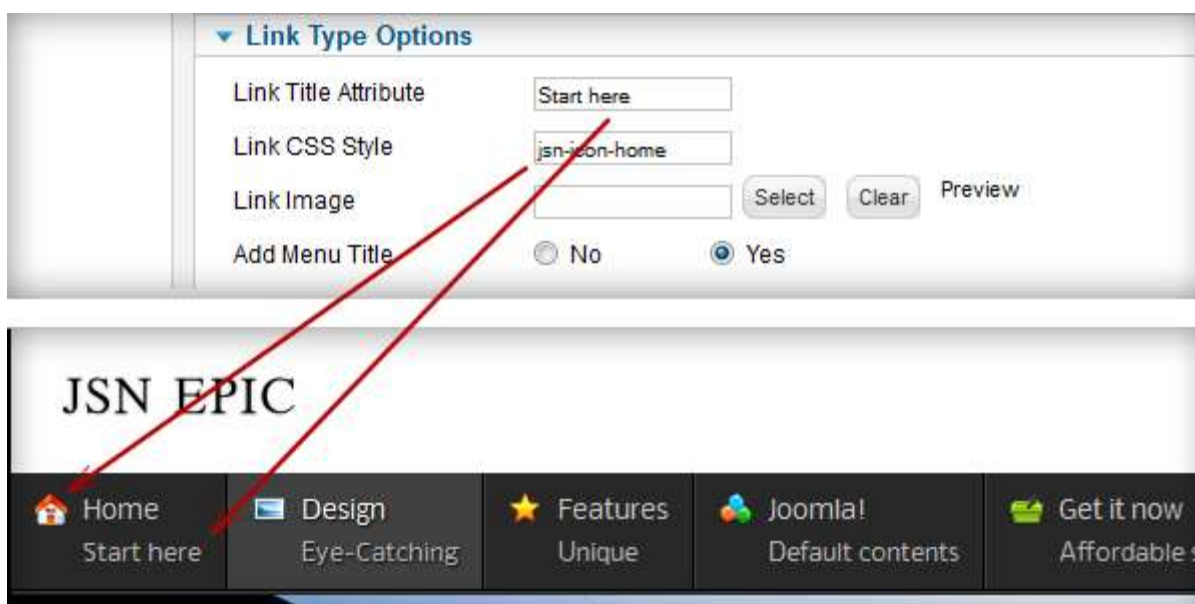 Link Type Options
Link Title Attribute Start here
Link CSS Style jsn-icon-home
Link Image Select Clear Preview
Add Menu Title No Yes
JSN EPIC
Home Design Features Joomla! Get it now
Start here Eye-Catching Unique Default contents Affordable s